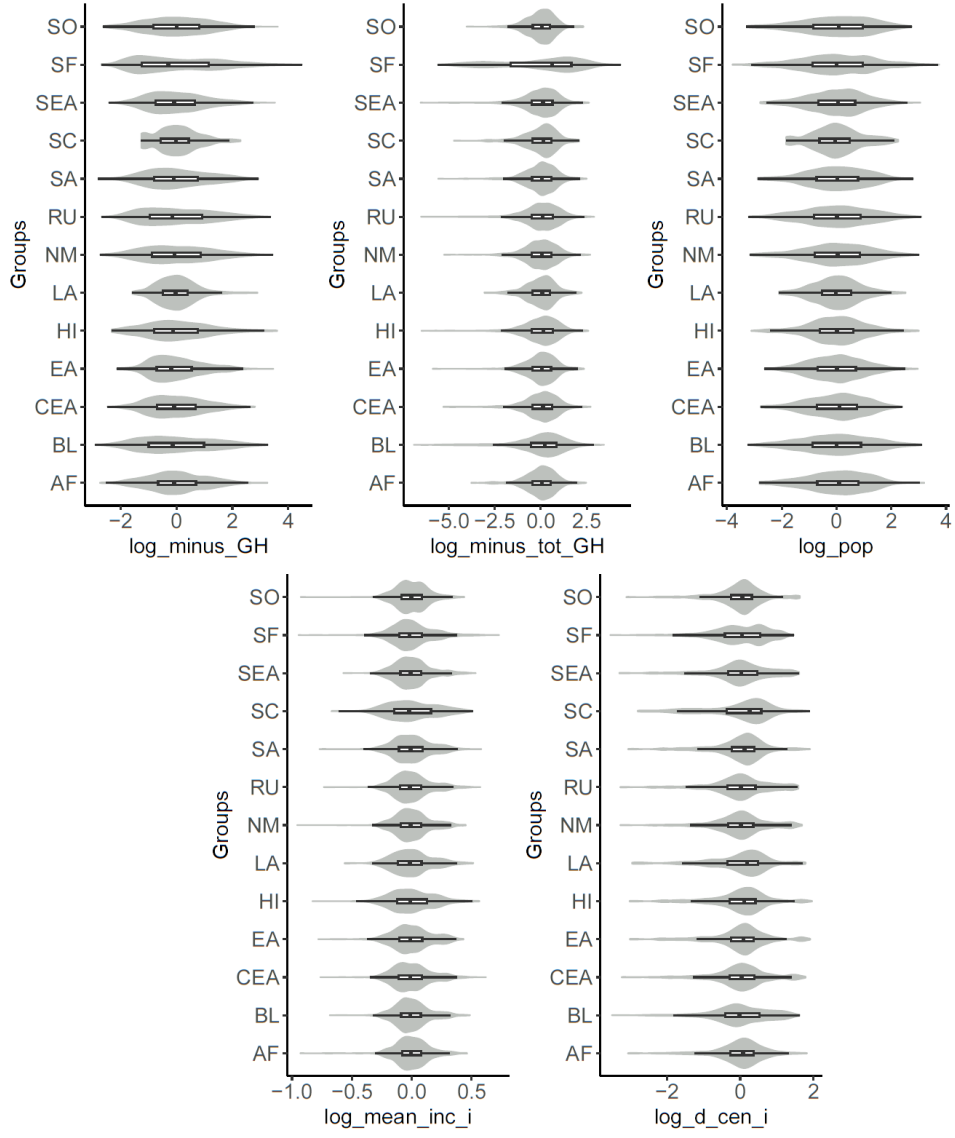 SO
SF
SEA
SC
SA
RU
NM
LA
HI
EA
CEA
BL
AF
Groups
−2 0 2 4
log_minus_GH
SO
SF
SEA
SC
SA
RU
NM
LA
HI
EA
CEA
BL
AF
Groups
−5.0 −2.5 0.0 2.5
log_minus_tot_GH
SO
SF
SEA
SC
SA
RU
NM
LA
HI
EA
CEA
BL
AF
Groups
−4 −2 0 2 4
log_pop
SO
SF
SEA
SC
SA
RU
NM
LA
HI
EA
CEA
BL
AF
Groups
−1.0 −0.5 0.0 0.5
log_mean_inc_i
SO
SF
SEA
SC
SA
RU
NM
LA
HI
EA
CEA
BL
AF
Groups
−2 0 2
log_d_cen_i